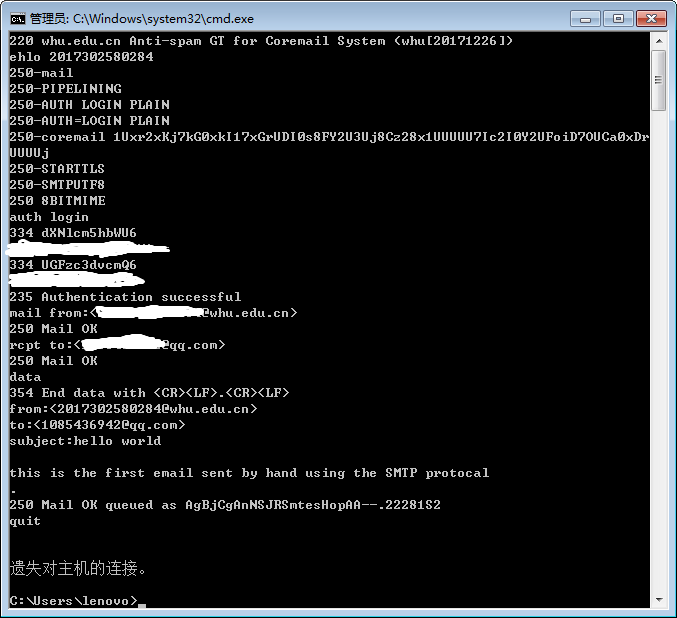 管理员: C:\Windows\system32\cmd.exe
220 whu.edu.cn Anti-spam GT for Coremail System (whu[20171226])
ehlo 2017302580284
250-mail
250-PIPELINING
250-AUTH LOGIN PLAIN
250-AUTH=LOGIN PLAIN
250-coremail 1Uxr2xKj7kG0xkI17xGrUDI0s8FY2U3Uj8Cz28x1UUUUU7Ic2I0Y2UFoiD7OUCa0xDr
UUUUj
250-STARTTLS
250-SMTPUTF8
250 8BITMIME
auth login
334 dXNlcm5hbWU6
334 UGFzc3dvcmQ6
235 Authentication successful
mail from:<@whu.edu.cn>
250 Mail OK
rcpt to:<@qq.com>
250 Mail OK
data
354 End data with <CR><LF>.<CR><LF>
from:<2017302580284@whu.edu.cn>
to:<1085436942@qq.com>
subject:hello world
this is the first email sent by hand using the SMTP protocal
.
250 Mail OK queued as AgBjCgAnNSJRSmtesHopAA--.22281S2
quit
遗失对主机的连接。
C:\Users\lenovo>